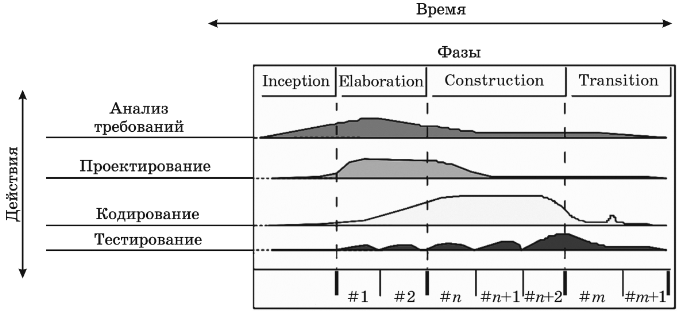 Время
Фазы
Inception Elaboration Construction Transition
Действия
Анализ
требований
Проектирование
Кодирование
Тестирование
#1 #2 #n #n+1 #n+2 #m #m+1